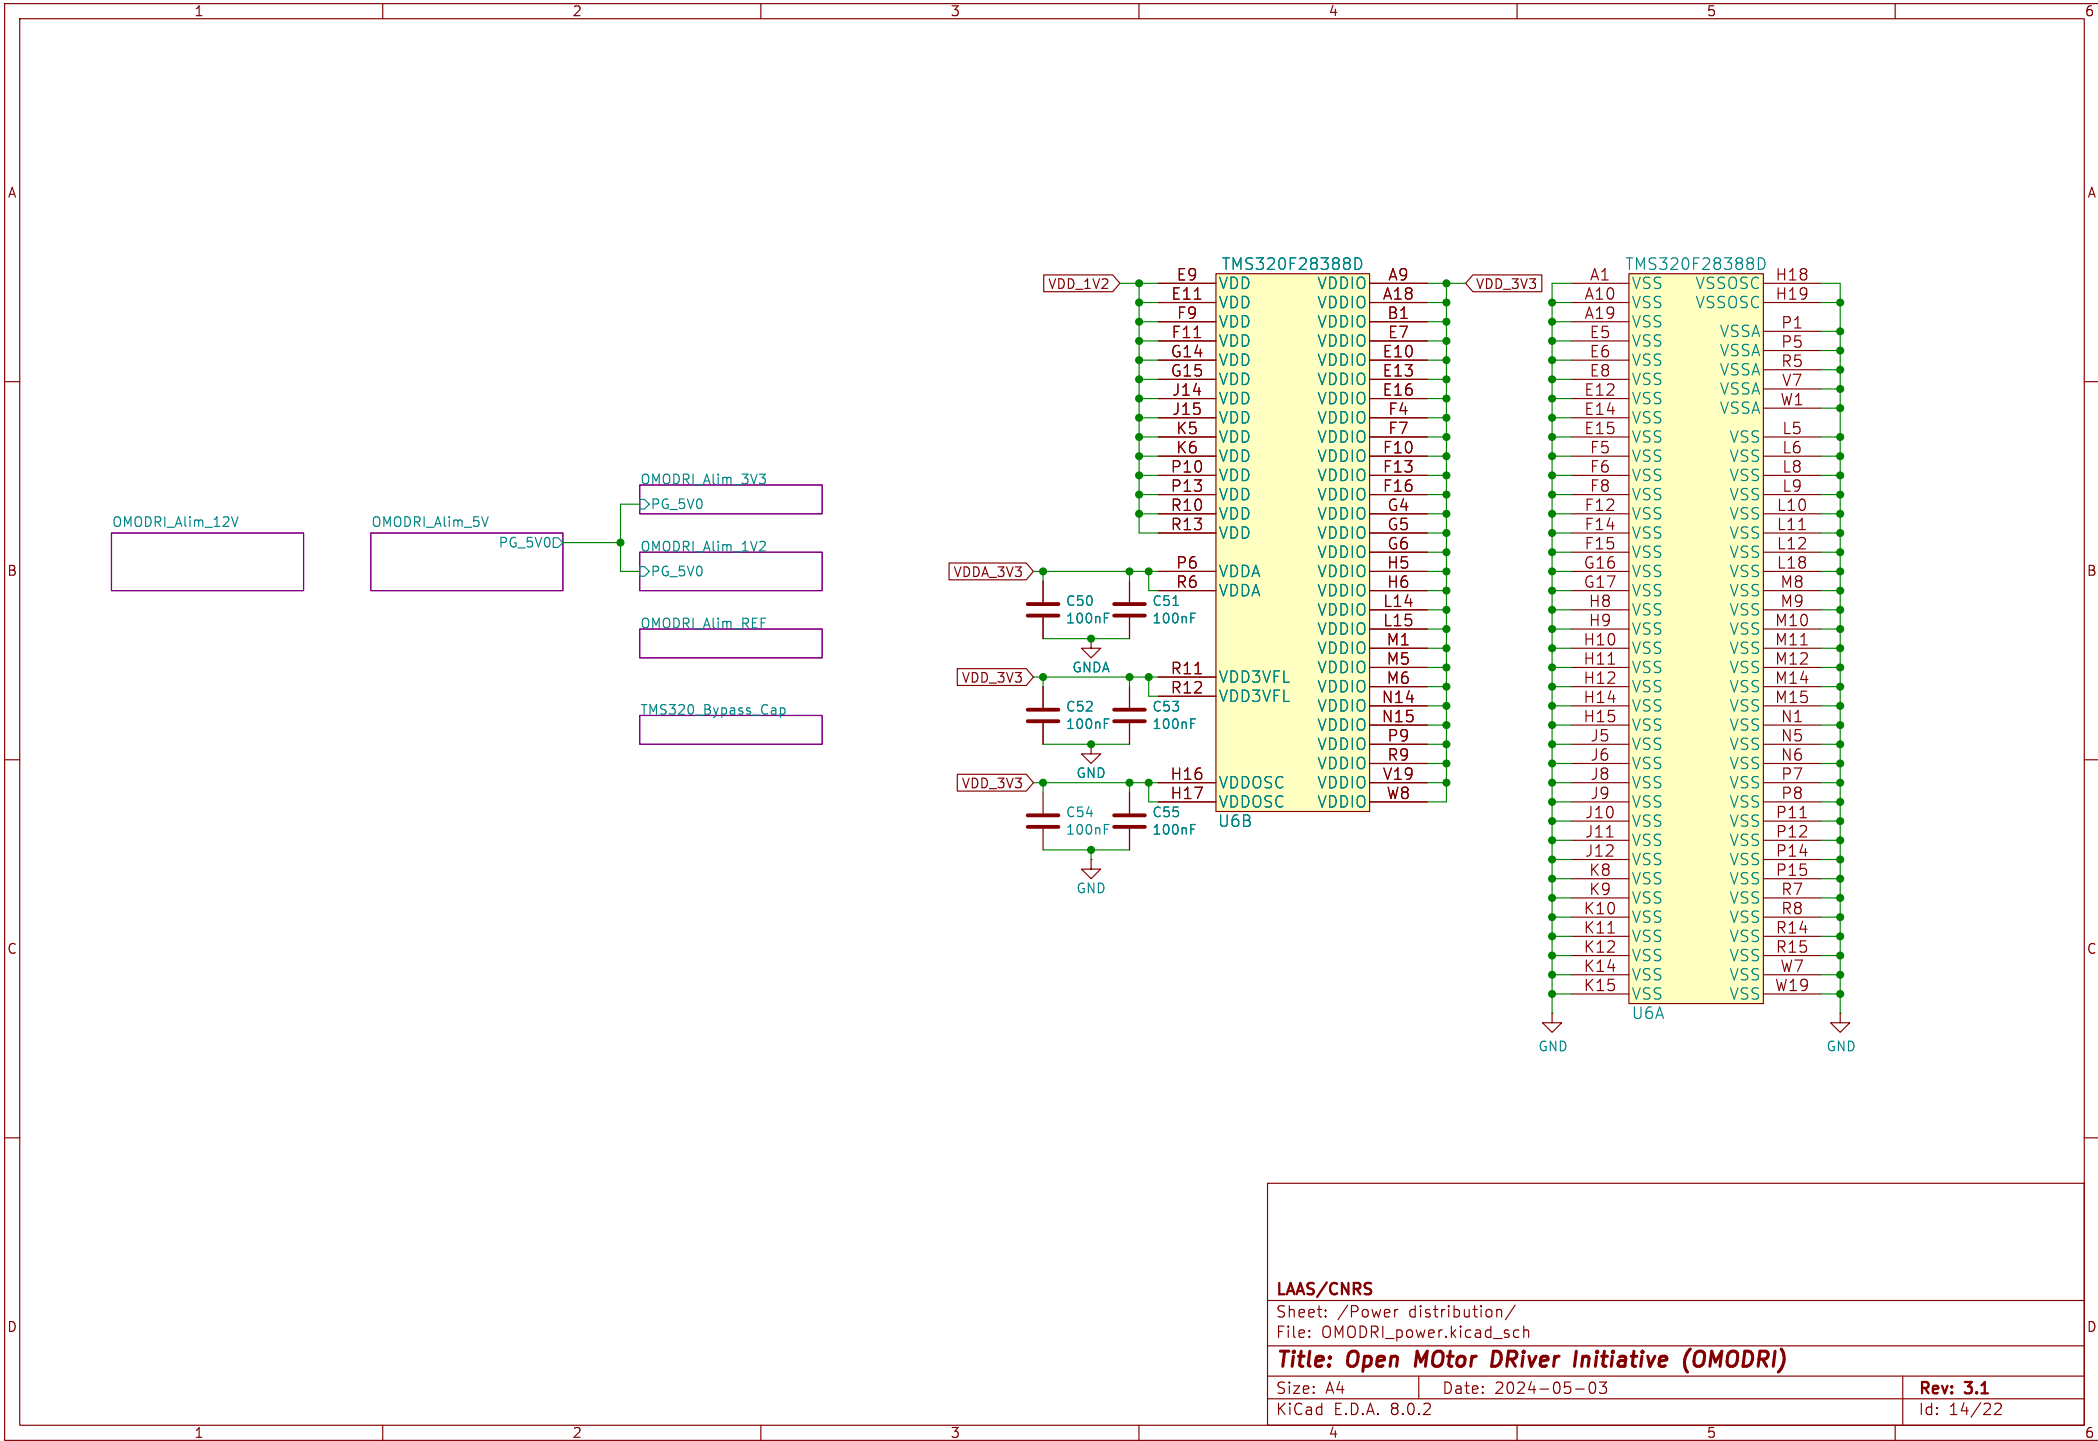 1 2 3 4 5 6
A A
B B
C C
D D
OMODRI_Alim_12V
OMODRI_Alim_5V
PG_5V0
OMODRI_Alim_3V3
PG_5V0
OMODRI_Alim_1V2
PG_5V0
OMODRI_Alim_REF
TMS320_Bypass_Cap
TMS320F28388D
VDD_1V2
VDD_3V3
E9 VDD VDDIO A9
E11 VDD VDDIO A18
F9 VDD VDDIO B1
F11 VDD VDDIO E7
G14 VDD VDDIO E10
G15 VDD VDDIO E13
J14 VDD VDDIO E16
J15 VDD VDDIO F4
K5 VDD VDDIO F7
K6 VDD VDDIO F10
P10 VDD VDDIO F13
P13 VDD VDDIO F16
R10 VDD VDDIO G4
R13 VDD VDDIO G5
VDDIO G6
VDDA_3V3 P6 VDDA VDDIO H5
R6 VDDA VDDIO H6
VDDIO L14
VDDIO L15
VDDIO M1
VDDIO M5
C50
100nF
C51
100nF
GNDA
VDD_3V3 R11 VDD3VFL
R12 VDD3VFL
VDDIO M6
VDDIO N14
VDDIO N15
VDDIO P9
VDDIO R9
C52
100nF
C53
100nF
GND
VDD_3V3 H16 VDDOSC VDDIO V19
H17 VDDOSC VDDIO W8
U6B
C54
100nF
C55
100nF
GND
TMS320F28388D
A1 VSS VSSOSC H18
A10 VSS VSSOSC H19
A19 VSS
E5 VSS VSSA P1
E6 VSS VSSA P5
E8 VSS VSSA R5
E12 VSS VSSA V7
E14 VSS VSSA W1
E15 VSS VSS L5
F5 VSS VSS L6
F6 VSS VSS L8
F8 VSS VSS L9
F12 VSS VSS L10
F14 VSS VSS L11
F15 VSS VSS L12
G16 VSS VSS L18
G17 VSS VSS M8
H8 VSS VSS M9
H9 VSS VSS M10
H10 VSS VSS M11
H11 VSS VSS M12
H12 VSS VSS M14
H14 VSS VSS M15
H15 VSS VSS N1
J5 VSS VSS N5
J6 VSS VSS N6
J8 VSS VSS P7
J9 VSS VSS P8
J10 VSS VSS P11
J11 VSS VSS P12
J12 VSS VSS P14
K8 VSS VSS P15
K9 VSS VSS R7
K10 VSS VSS R8
K11 VSS VSS R14
K12 VSS VSS R15
K14 VSS VSS W7
K15 VSS VSS W19
U6A
GND
GND
LAAS/CNRS
Sheet: /Power distribution/
File: OMODRI_power.kicad_sch
Title: Open MOtor DRiver Initiative (OMODRI)
Size: A4 Date: 2024-05-03 Rev: 3.1
KiCad E.D.A. 8.0.2 Id: 14/22
1 2 3 4 5 6